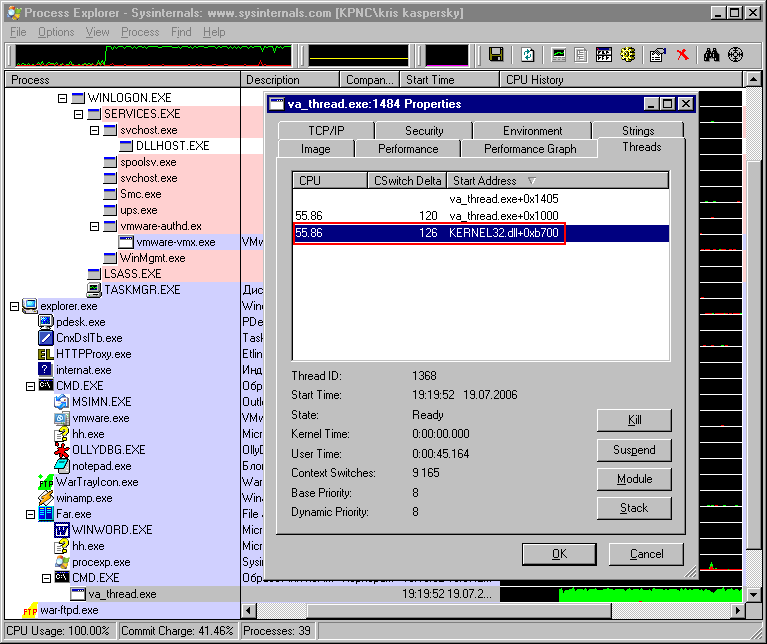 Process Explorer - Sysinternals: www.sysinternals.com [KPNC\kris kaspersky]
File Options View Process Find Help
Process Description Compan... Start Time CPU History
WINLOGON.EXE
SERVICES.EXE
svchost.exe
DLLHOST.EXE
spoolsv.exe
svchost.exe
Smc.exe
ups.exe
vmware-authd.ex
vmware-vmx.exe VMw
WinMgmt.exe
LSASS.EXE
TASKMGR.EXE Дисп
explorer.exe Wind
pdesk.exe PDe
CnxDslTb.exe Task
HTTPProxy.exe Etlin
internat.exe Инд
CMD.EXE Обр
MSIMN.EXE Outlo
vmware.exe VMw
hh.exe Micr
OLLYDBG.EXE OllyD
notepad.exe Блок
WarTrayIcon.exe War
winamp.exe Wina
Far.exe File
WINWORD.EXE Micr
hh.exe Micr
procexp.exe Sysin
CMD.EXE
va_thread.exe 19:19:52 19.07.2...
FTP war-ftpd.exe
CPU Usage: 100.00% Commit Charge: 41.46% Processes: 39
va_thread.exe:1484 Properties
TCP/IP Security Environment Strings
Image Performance Performance Graph Threads
CPU CSwitch Delta Start Address
va_thread.exe+0x1405
55.86 120 va_thread.exe+0x1000
55.86 126 KERNEL32.dll+0xb700
Thread ID: 1368
Start Time: 19:19:52 19.07.2006
State: Ready
Kernel Time: 0:00:00.000
User Time: 0:00:45.164
Context Switches: 9 165
Base Priority: 8
Dynamic Priority: 8
Kill
Suspend
Module
Stack
OK Cancel